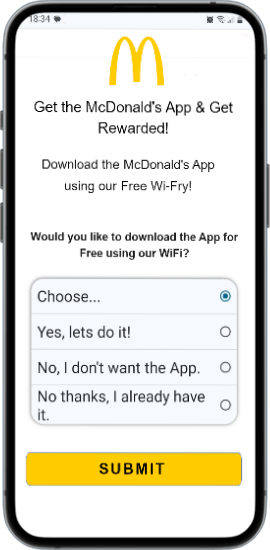 18:34
Get the McDonald's App & Get
Rewarded!
Download the McDonald's App
using our Free Wi-Fry!
Would you like to download the App for
Free using our WiFi?
Choose...
Yes, lets do it!
No, I don't want the App.
No thanks, I already have
it.
SUBMIT